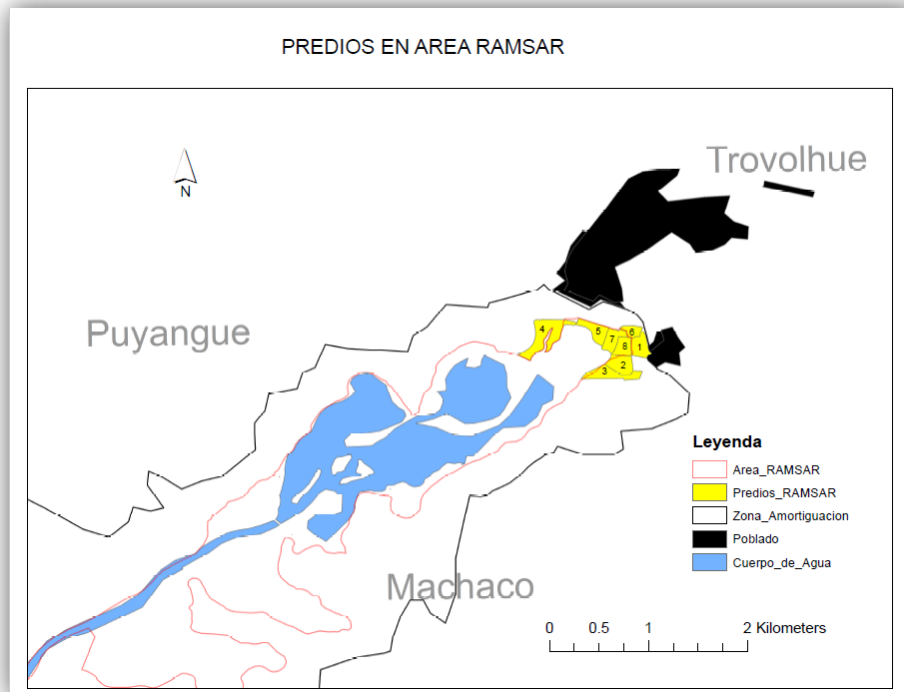 PREDIOS EN AREA RAMSAR
Trovolhue
N
Puyangue
4
5
6
7
8
1
2
3
Leyenda
Area_RAMSAR
Predios_RAMSAR
Zona_Amortiguacion
Poblado
Cuerpo_de_Agua
Machaco
0 0.5 1 2 Kilometers